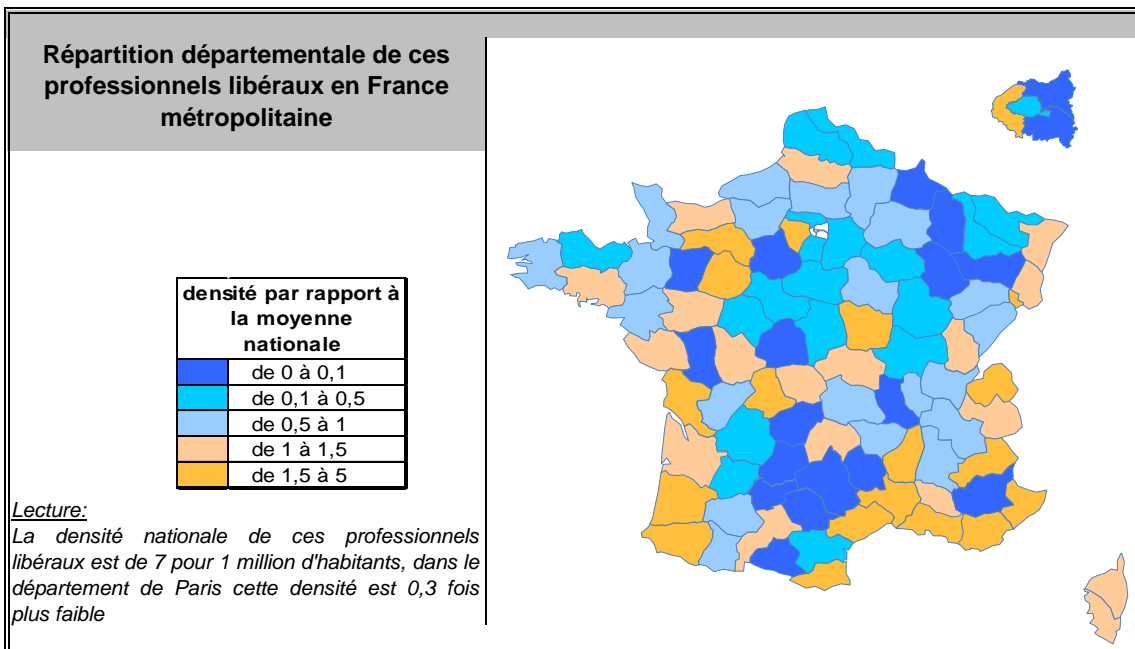 Répartition départementale de ces
professionnels libéraux en France
métropolitaine
densité par rapport à
la moyenne
nationale
de 0 à 0,1
de 0,1 à 0,5
de 0,5 à 1
de 1 à 1,5
de 1,5 à 5
Lecture:
La densité nationale de ces professionnels
libéraux est de 7 pour 1 million d'habitants, dans le
département de Paris cette densité est 0,3 fois
plus faible